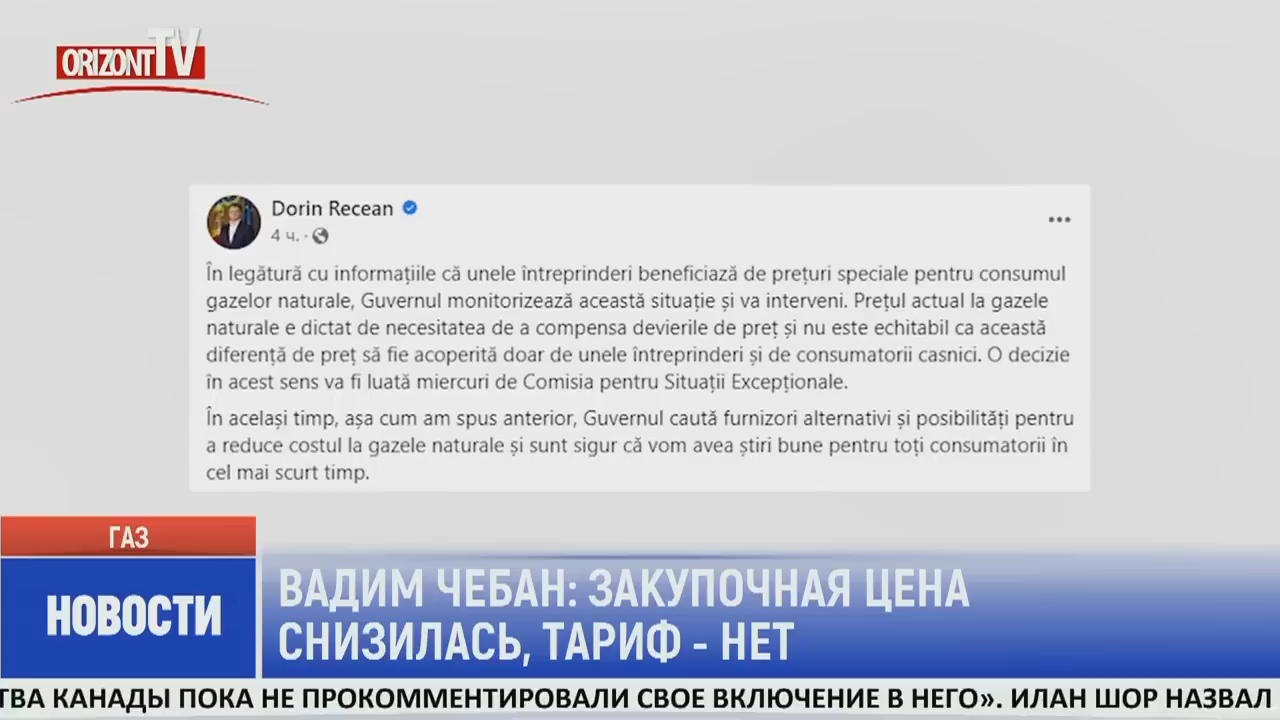 ORIZONT TV
Dorin Recean
4 ч. ·
În legătură cu informațiile că unele întreprinderi beneficiază de prețuri speciale pentru consumul
gazelor naturale, Guvernul monitorizează această situație și va interveni. Prețul actual la gazele
naturale e dictat de necesitatea de a compensa devierile de preț și nu este echitabil ca această
diferență de preț să fie acoperită doar de unele întreprinderi și de consumatorii casnici. O decizie
în acest sens va fi luată miercuri de Comisia pentru Situații Excepționale.
În același timp, așa cum am spus anterior, Guvernul caută furnizori alternativi și posibilități pentru
a reduce costul la gazele naturale și sunt sigur că vom avea știri bune pentru toți consumatorii în
cel mai scurt timp.
ГАЗ
НОВОСТИ
ВАДИМ ЧЕБАН: ЗАКУПОЧНАЯ ЦЕНА
СНИЗИЛАСЬ, ТАРИФ - НЕТ
ТВА КАНАДЫ ПОКА НЕ ПРОКОММЕНТИРОВАЛИ СВОЕ ВКЛЮЧЕНИЕ В НЕГО». ИЛАН ШОР НАЗВАЛ